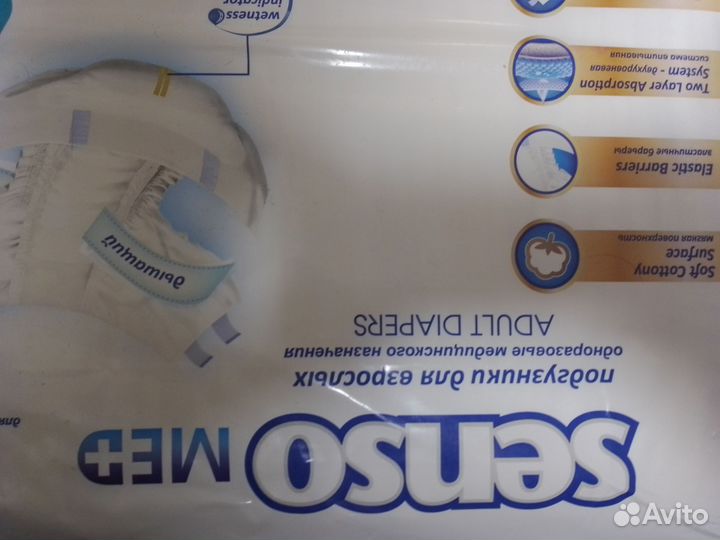 senso MED
подгузники для взрослых
одноразовые медицинского назначения
ADULT DIAPERS
для
дышащий
Soft Cottony
Surface
мягкая поверхность
Elastic Barriers
эластичные барьеры
Two Layer Absorption
System - двухуровневая
система впитывания
wetness
indicator
Avito